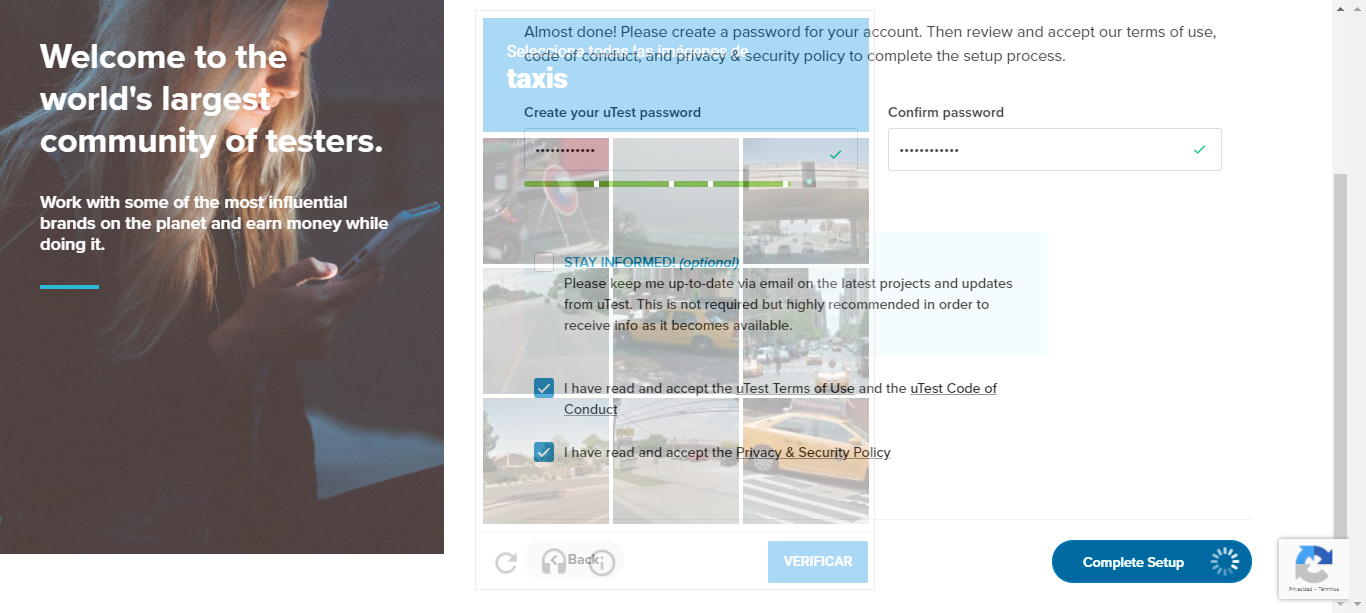 Welcome to the
world's largest
community of testers.
Work with some of the most influential
brands on the planet and earn money while
doing it.
Almost done! Please create a password for your account. Then review and accept our terms of use,
code of conduct, and privacy & security policy to complete the setup process.
Selecciona todas las imágenes de
taxis
Create your uTest password
Confirm password
STAY INFORMED! (optional)
Please keep me up-to-date via email on the latest projects and updates
from uTest. This is not required but highly recommended in order to
receive info as it becomes available.
I have read and accept the uTest Terms of Use and the uTest Code of
Conduct
I have read and accept the Privacy & Security Policy
Back
VERIFICAR
Complete Setup
Privacidad - Términos